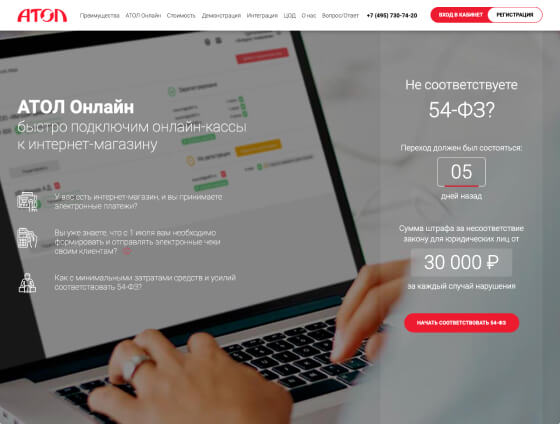 АТОЛ
Преимущества АТОЛ Онлайн Стоимость Демонстрация Интеграция ЦОД О нас Вопрос/Ответ +7 (495) 730-74-20 ВХОД В КАБИНЕТ РЕГИСТРАЦИЯ
АТОЛ Онлайн
быстро подключим онлайн-кассы
к интернет-магазину
У вас есть интернет-магазин, и вы принимаете
электронные платежи?
Вы уже знаете, что с 1 июля вам необходимо
формировать и отправлять электронные чеки
своим клиентам?
Как с минимальными затратами средств и усилий
соответствовать 54-ФЗ?
Не соответствуете
54-ФЗ?
Переход должен был состояться:
05
дней назад
Сумма штрафа за несоответствие
закону для юридических лиц от
30 000 ₽
за каждый случай нарушения
НАЧАТЬ СООТВЕТСТВОВАТЬ 54-ФЗ